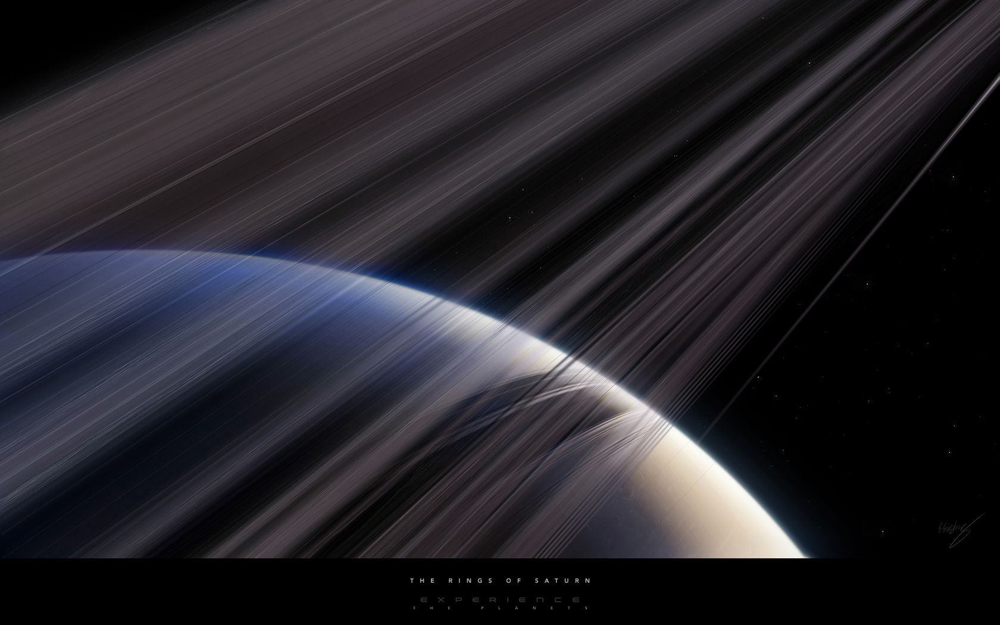 THE RINGS OF SATURN
EXPERIENCE
THE PLANETS